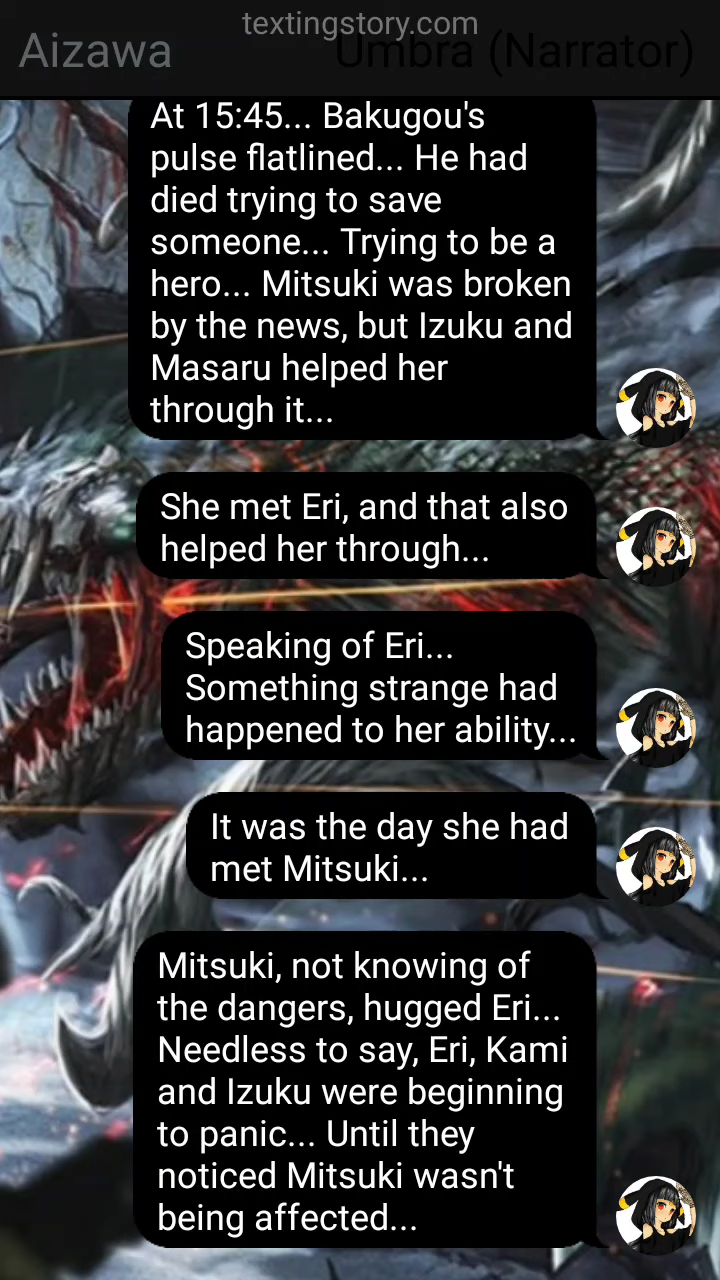 textingstory.com
Aizawa
Umbra (Narrator)
At 15:45... Bakugou's
pulse flatlined... He had
died trying to save
someone... Trying to be a
hero... Mitsuki was broken
by the news, but Izuku and
Masaru helped her
through it...
She met Eri, and that also
helped her through...
Speaking of Eri...
Something strange had
happened to her ability...
It was the day she had
met Mitsuki...
Mitsuki, not knowing of
the dangers, hugged Eri...
Needless to say, Eri, Kami
and Izuku were beginning
to panic... Until they
noticed Mitsuki wasn't
being affected...